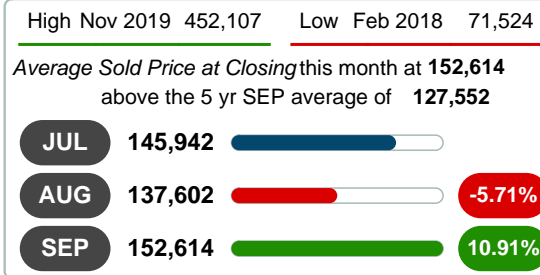 High Nov 2019 452,107 Low Feb 2018 71,524
Average Sold Price at Closing this month at 152,614
above the 5 yr SEP average of 127,552
JUL 145,942
AUG 137,602 -5.71%
SEP 152,614 10.91%